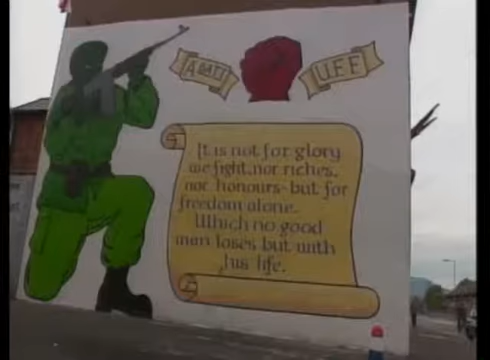 A BATT
U.F.F.
It is not for glory
we fight, nor riches,
nor honours but for
freedom alone.
Which no good
man loses but with
his life.